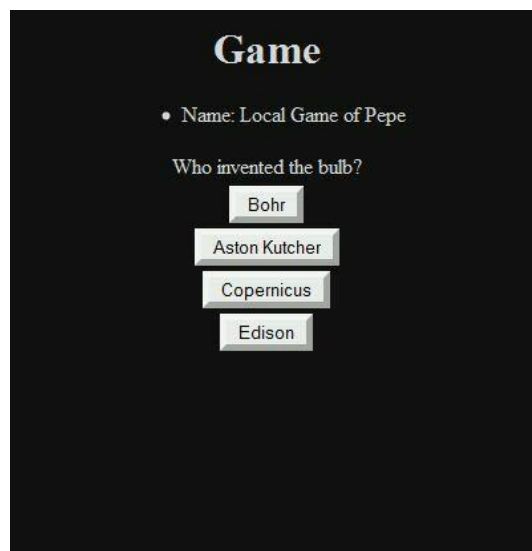 Game
• Name: Local Game of Pepe
Who invented the bulb?
Bohr
Aston Kutcher
Copernicus
Edison